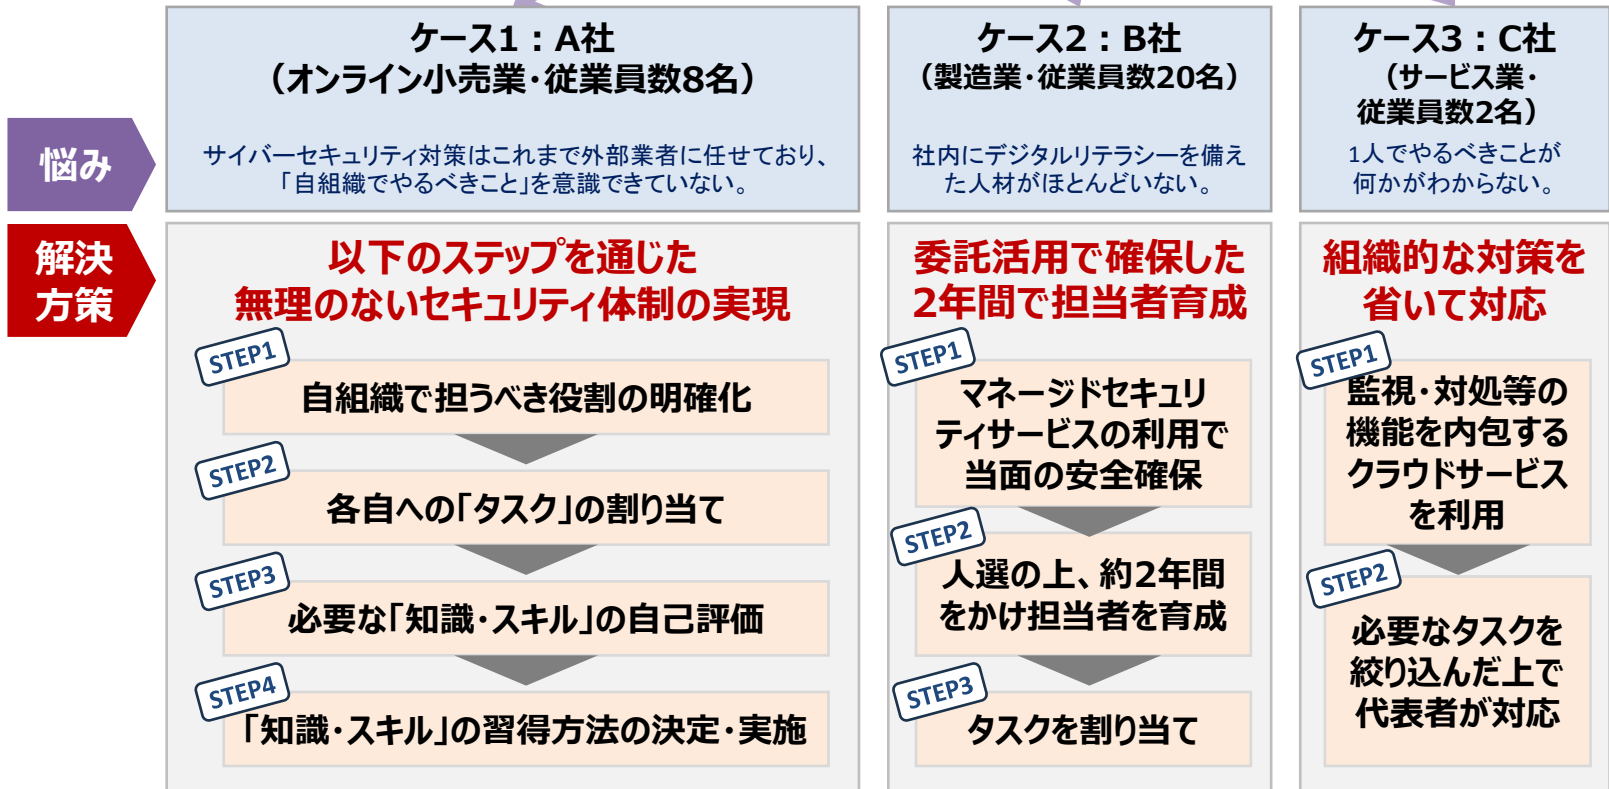 ケース1：A社
（オンライン小売業・従業員数8名）
ケース2：B社
（製造業・従業員数20名）
ケース3：C社
（サービス業・
従業員数2名）
悩み
サイバーセキュリティ対策はこれまで外部業者に任せており、
「自組織でやるべきこと」を意識できていない。
社内にデジタルリテラシーを備え
た人材がほとんどいない。
1人でやるべきことが
何かがわからない。
解決
方策
以下のステップを通じた
無理のないセキュリティ体制の実現
STEP1
自組織で担うべき役割の明確化
STEP2
各自への「タスク」の割り当て
STEP3
必要な「知識・スキル」の自己評価
STEP4
「知識・スキル」の習得方法の決定・実施
委託活用で確保した
2年間で担当者育成
STEP1
マネージドセキュリ
ティサービスの利用で
当面の安全確保
STEP2
人選の上、約2年間
をかけ担当者を育成
STEP3
タスクを割り当て
組織的な対策を
省いて対応
STEP1
監視・対処等の
機能を内包する
クラウドサービス
を利用
STEP2
必要なタスクを
絞り込んだ上で
代表者が対応